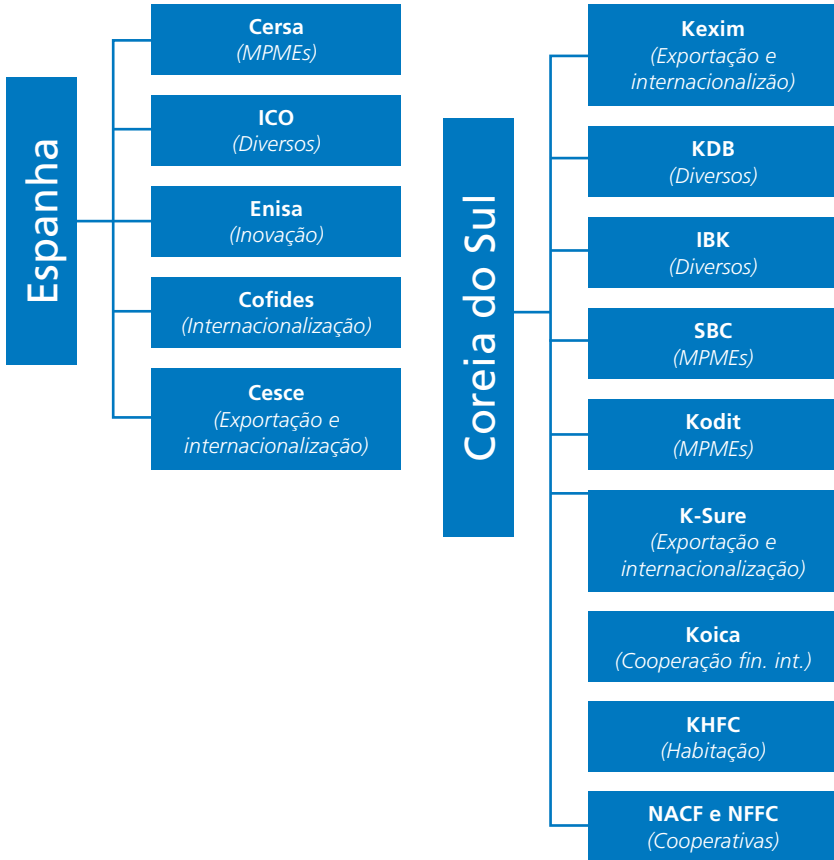 Espanha
Cersa
(MPMEs)
ICO
(Diversos)
Enisa
(Inovação)
Cofides
(Internacionalização)
Cesce
(Exportação e
internacionalização)
Coreia do Sul
Kexim
(Exportação e
internacionalizão)
KDB
(Diversos)
IBK
(Diversos)
SBC
(MPMEs)
Kodit
(MPMEs)
K-Sure
(Exportação e
internacionalização)
Koica
(Cooperação fin. int.)
KHFC
(Habitação)
NACF e NFFC
(Cooperativas)